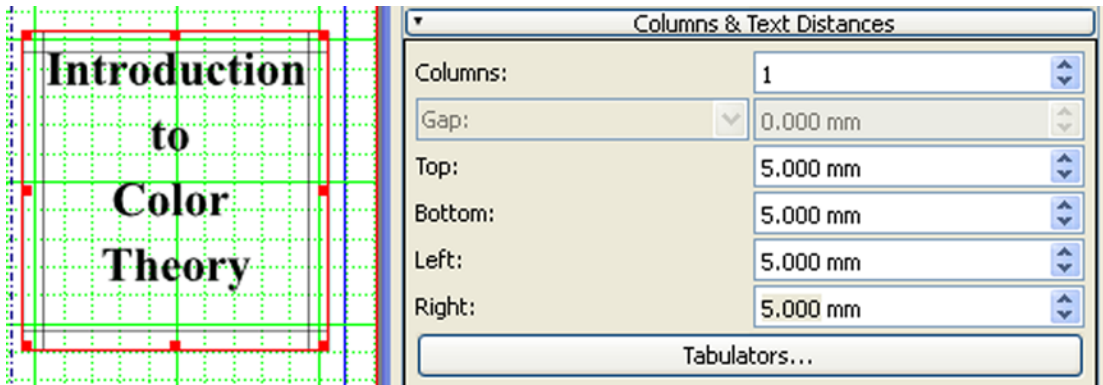 Introduction
to
Color
Theory
Columns & Text Distances
Columns: 1
Gap: 0.000 mm
Top: 5.000 mm
Bottom: 5.000 mm
Left: 5.000 mm
Right: 5.000 mm
Tabulators...